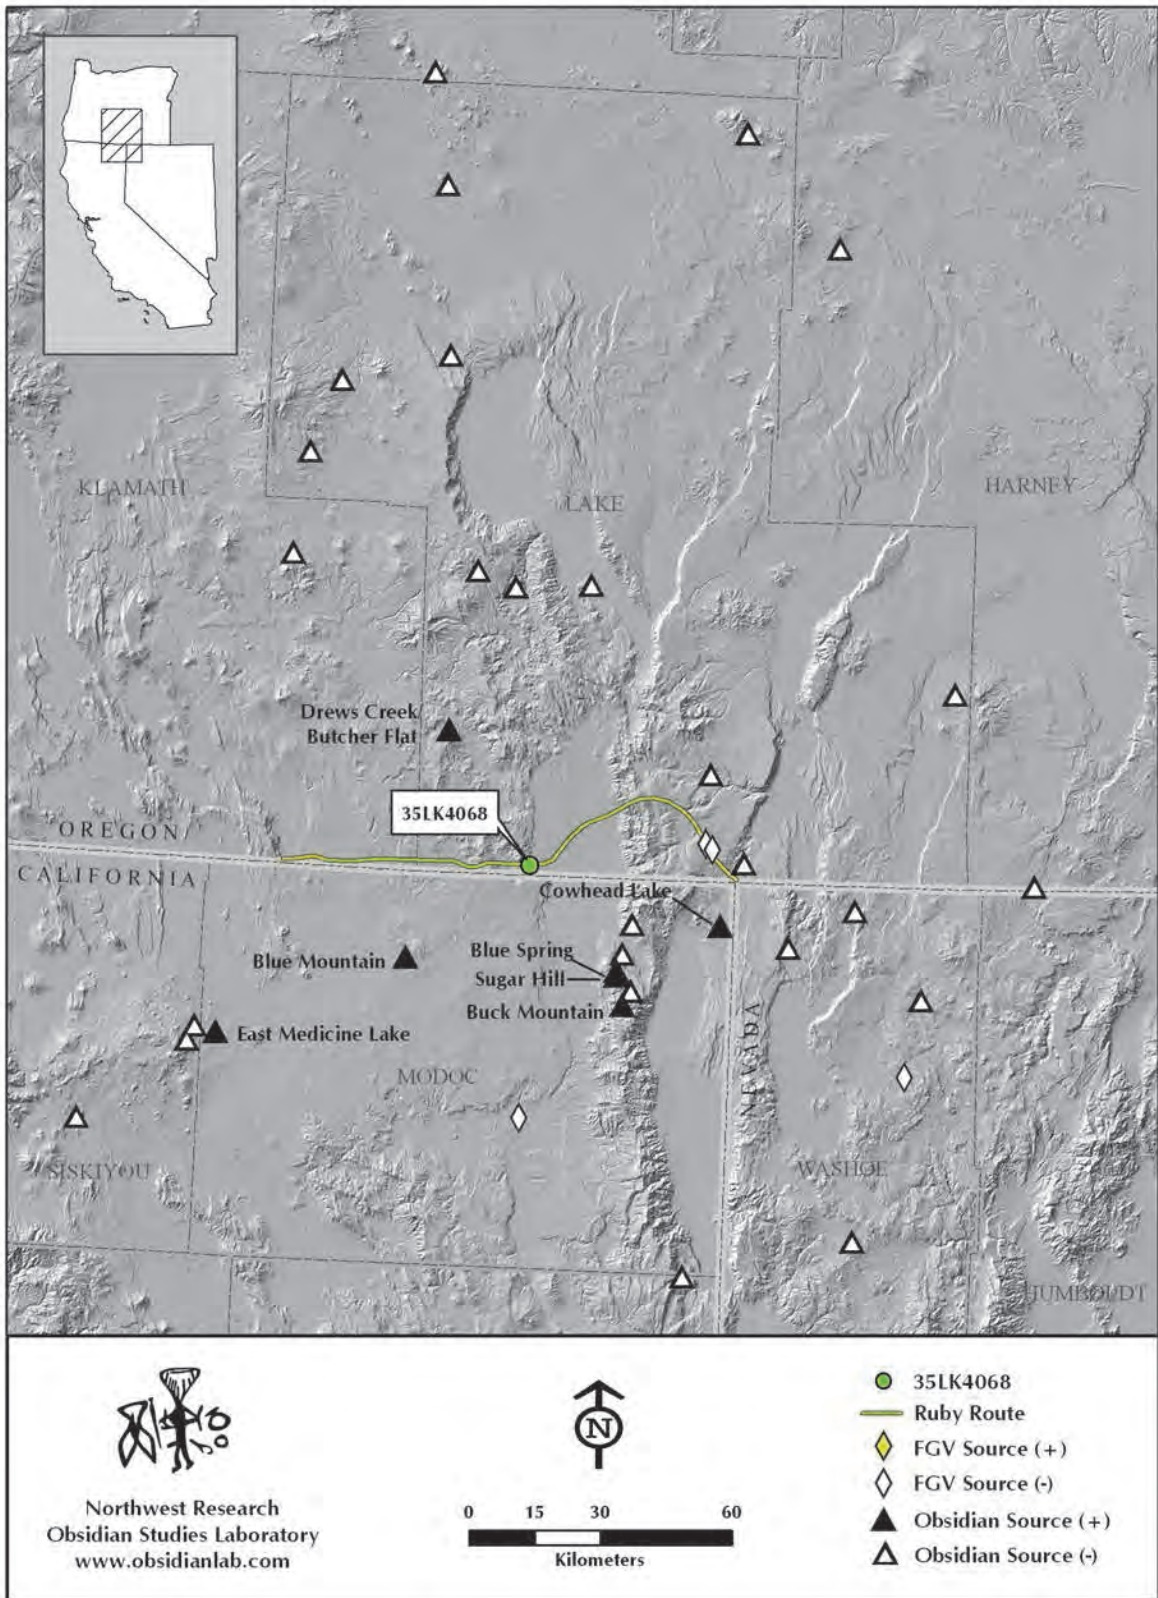 KLAMATH
LAKE
HARNEY
Drews Creek
Butcher Flat
35LK4068
OREGON
CALIFORNIA
Cowhead Lake
Blue Mountain
Blue Spring
Sugar Hill
Buck Mountain
East Medicine Lake
NEVADA
MODOC
SISKIYOU
WASHOE
HUMBOLDT
Northwest Research
Obsidian Studies Laboratory
www.obsidianlab.com
N
0 15 30 60
Kilometers
35LK4068
Ruby Route
FGV Source (+)
FGV Source (-)
Obsidian Source (+)
Obsidian Source (-)